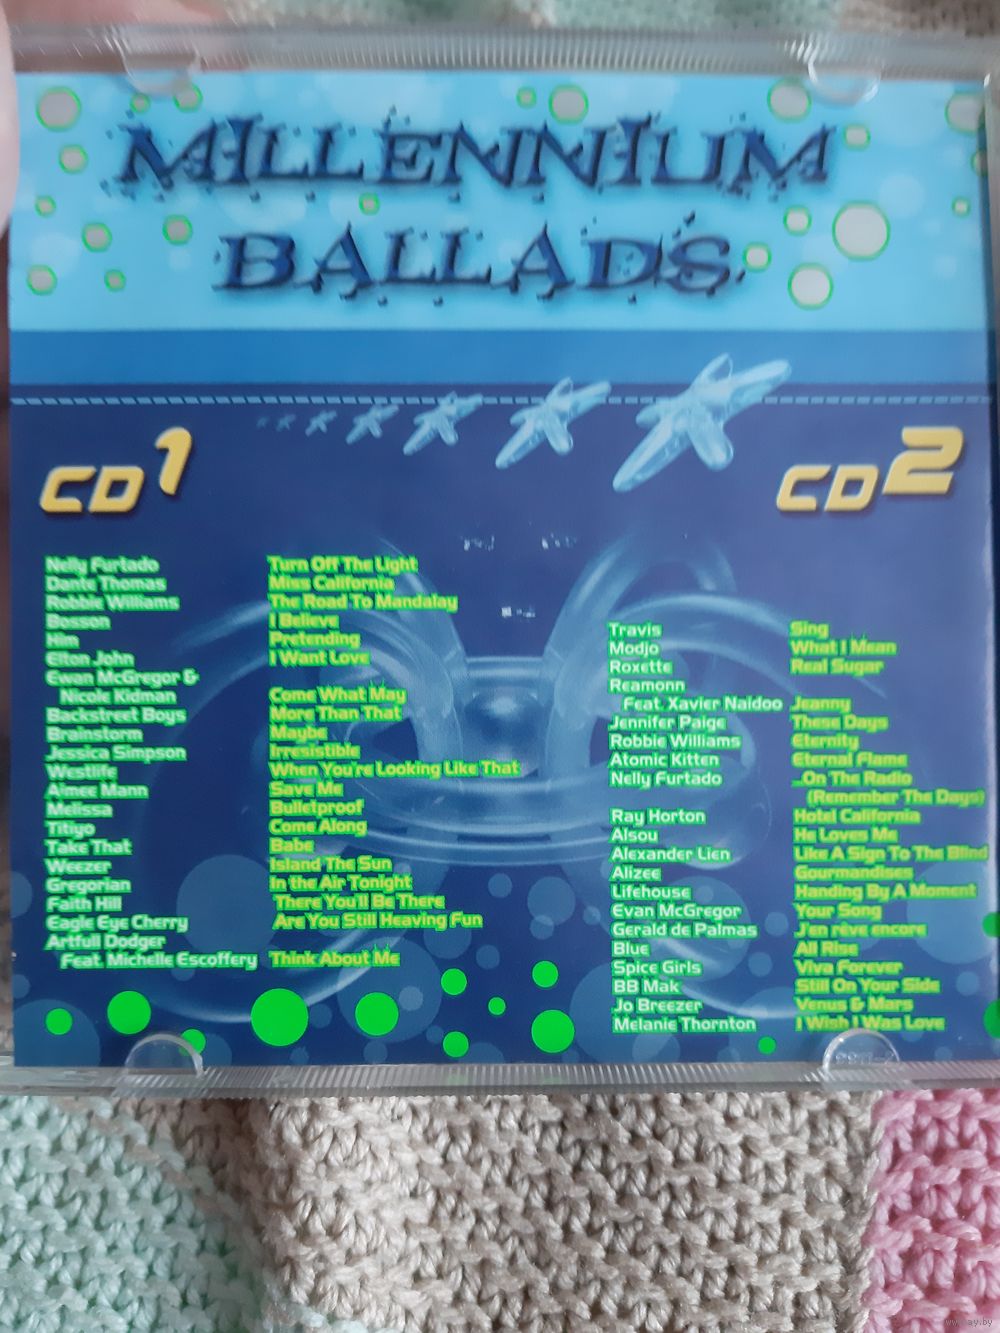 MILLENNIUM
BALLADS
CD1
Nelly Furtado Turn Off The Light
Dante Thomas Miss California
Robbie Williams The Road To Mandalay
Bosson I Believe
Him Pretending
Elton John I Want Love
Ewan McGregor &
Nicole Kidman Come What May
Backstreet Boys More Than That
Brainstorm Maybe
Jessica Simpson Irresistible
Westlife When You're Looking Like That
Aimee Mann Save Me
Melissa Bulletproof
Titiyo Come Along
Take That Babe
Weezer Island The Sun
Gregorian In the Air Tonight
Faith Hill There You'll Be There
Eagle Eye Cherry Are You Still Heaving Fun
Artfull Dodger
Feat. Michelle Escoffery Think About Me
CD2
Travis Sing
Modjo What I Mean
Roxette Real Sugar
Reamonn
Feat. Xavier Naidoo Jeanny
Jennifer Paige These Days
Robbie Williams Eternity
Atomic Kitten Eternal Flame
Nelly Furtado ...On The Radio
(Remember The Days)
Ray Horton Hotel California
Alsou He Loves Me
Alexander Lien Like A Sign To The Blind
Alizee Gourmandises
Lifehouse Handing By A Moment
Evan McGregor Your Song
Gerald de Palmas J'en rêve encore
Blue All Rise
Spice Girls Viva Forever
BB Mak Still On Your Side
Jo Breezer Venus & Mars
Melanie Thornton I Wish I Was Love